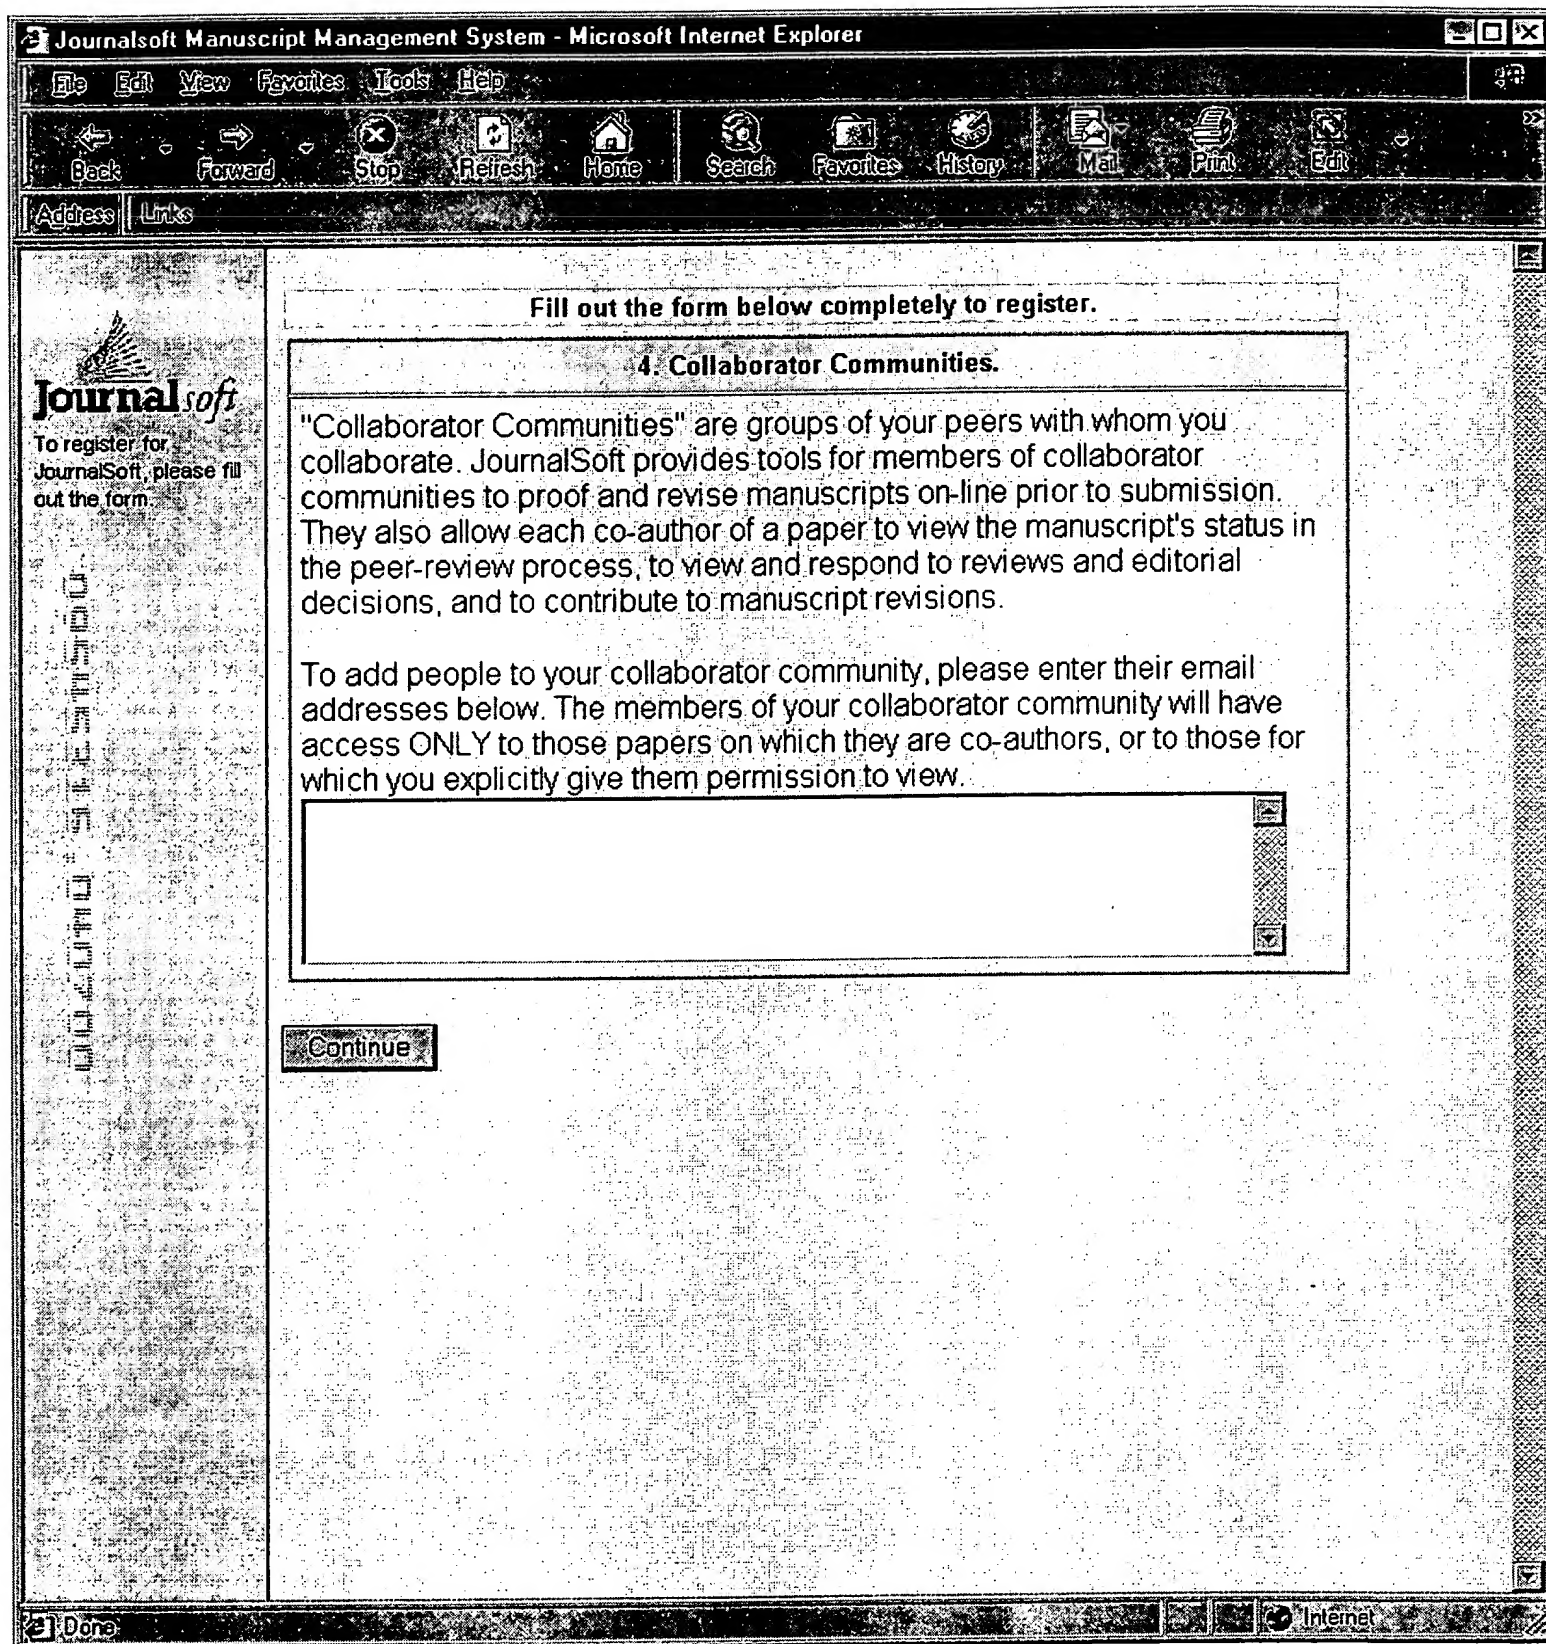 Journalsoft Manuscript Management System - Microsoft Internet Explorer
File Edit View Favorites Tools Help
Back Forward Stop Refresh Home Search Favorites History Mail Print Edit
Address Links
Fill out the form below completely to register.
4. Collaborator Communities.
Journalsoft
To register for
JournalSoft, please fill
out the form.
"Collaborator Communities" are groups of your peers with whom you
collaborate. JournalSoft provides tools for members of collaborator
communities to proof and revise manuscripts on-line prior to submission.
They also allow each co-author of a paper to view the manuscript's status in
the peer-review process, to view and respond to reviews and editorial
decisions, and to contribute to manuscript revisions.
To add people to your collaborator community, please enter their email
addresses below. The members of your collaborator community will have
access ONLY to those papers on which they are co-authors, or to those for
which you explicitly give them permission to view.
Continue
Done Internet